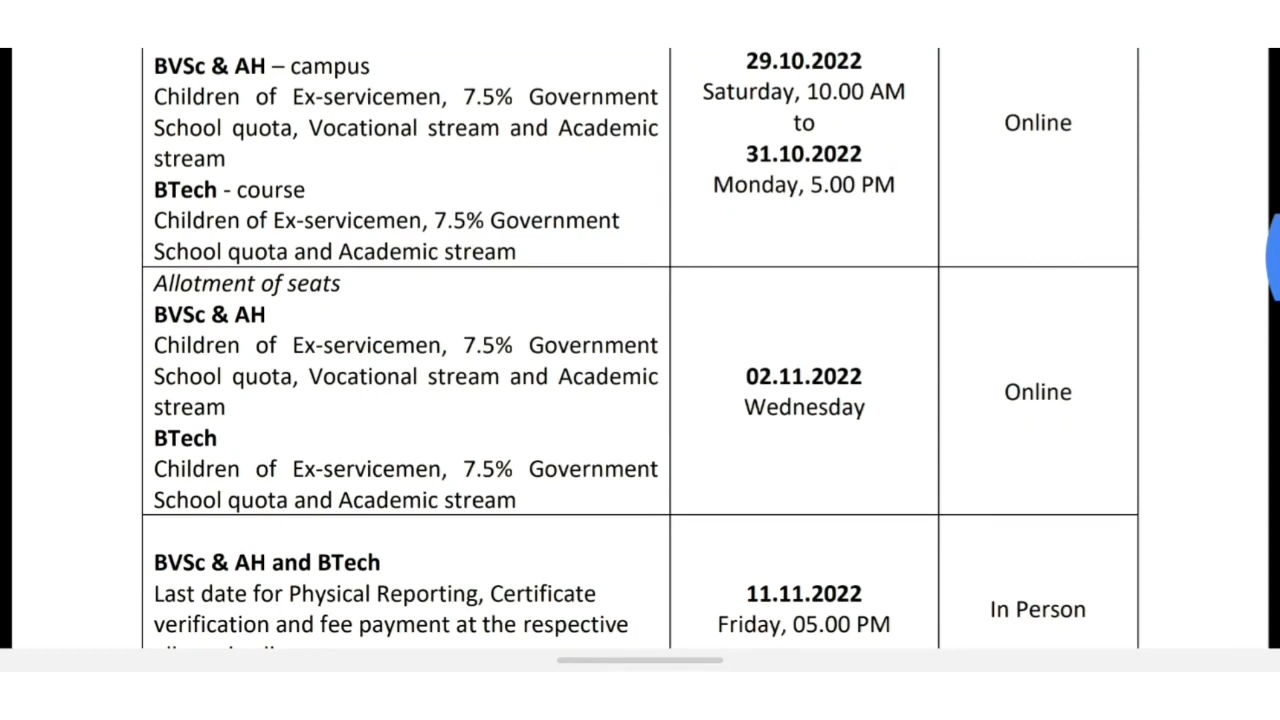 BVSc & AH – campus
Children of Ex-servicemen, 7.5% Government
School quota, Vocational stream and Academic
stream
BTech - course
Children of Ex-servicemen, 7.5% Government
School quota and Academic stream
29.10.2022
Saturday, 10.00 AM
to
31.10.2022
Monday, 5.00 PM
Online
Allotment of seats
BVSc & AH
Children of Ex-servicemen, 7.5% Government
School quota, Vocational stream and Academic
stream
BTech
Children of Ex-servicemen, 7.5% Government
School quota and Academic stream
02.11.2022
Wednesday
Online
BVSc & AH and BTech
Last date for Physical Reporting, Certificate
verification and fee payment at the respective
11.11.2022
Friday, 05.00 PM
In Person